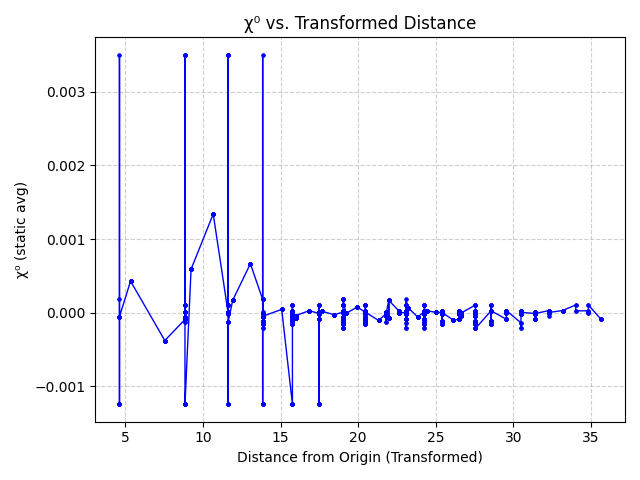 χ⁰ vs. Transformed Distance
χ⁰ (static avg)
0.003
0.002
0.001
0.000
−0.001
5 10 15 20 25 30 35
Distance from Origin (Transformed)